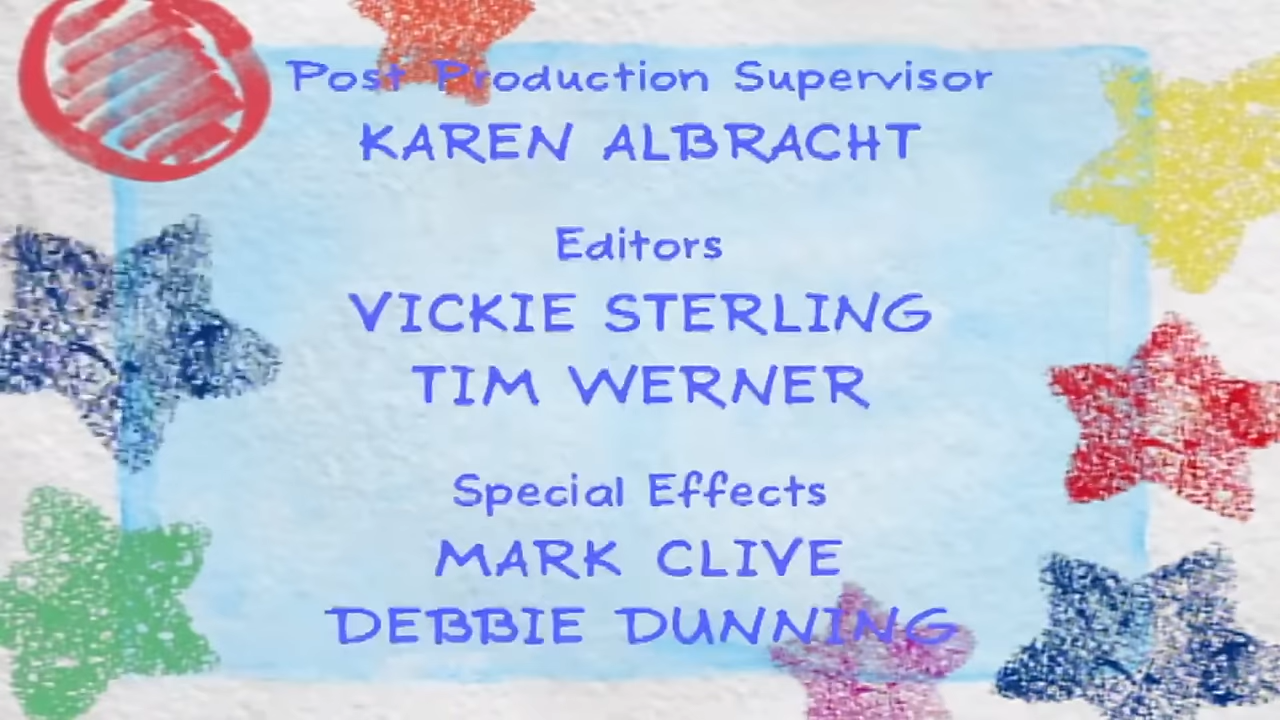 Post Production Supervisor
KAREN ALBRACHT
Editors
VICKIE STERLING
TIM WERNER
Special Effects
MARK CLIVE
DEBBIE DUNNING